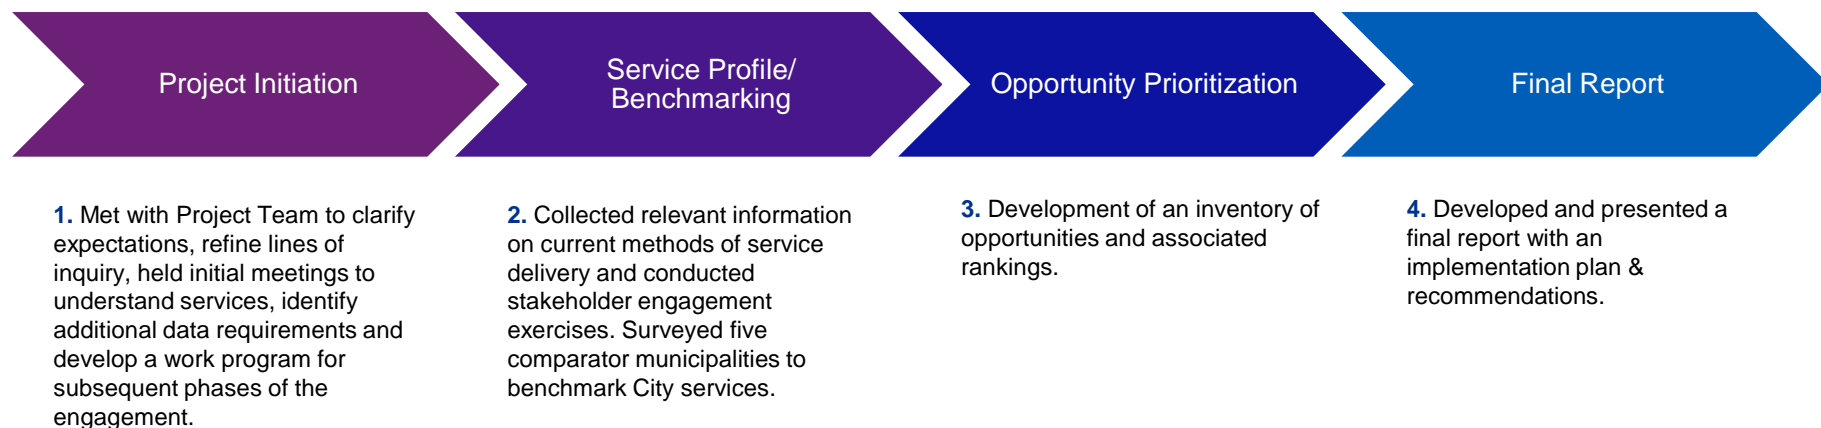 Project Initiation
Service Profile/
Benchmarking
Opportunity Prioritization
Final Report
1. Met with Project Team to clarify
expectations, refine lines of
inquiry, held initial meetings to
understand services, identify
additional data requirements and
develop a work program for
subsequent phases of the
engagement.
2. Collected relevant information
on current methods of service
delivery and conducted
stakeholder engagement
exercises. Surveyed five
comparator municipalities to
benchmark City services.
3. Development of an inventory of
opportunities and associated
rankings.
4. Developed and presented a
final report with an
implementation plan &
recommendations.